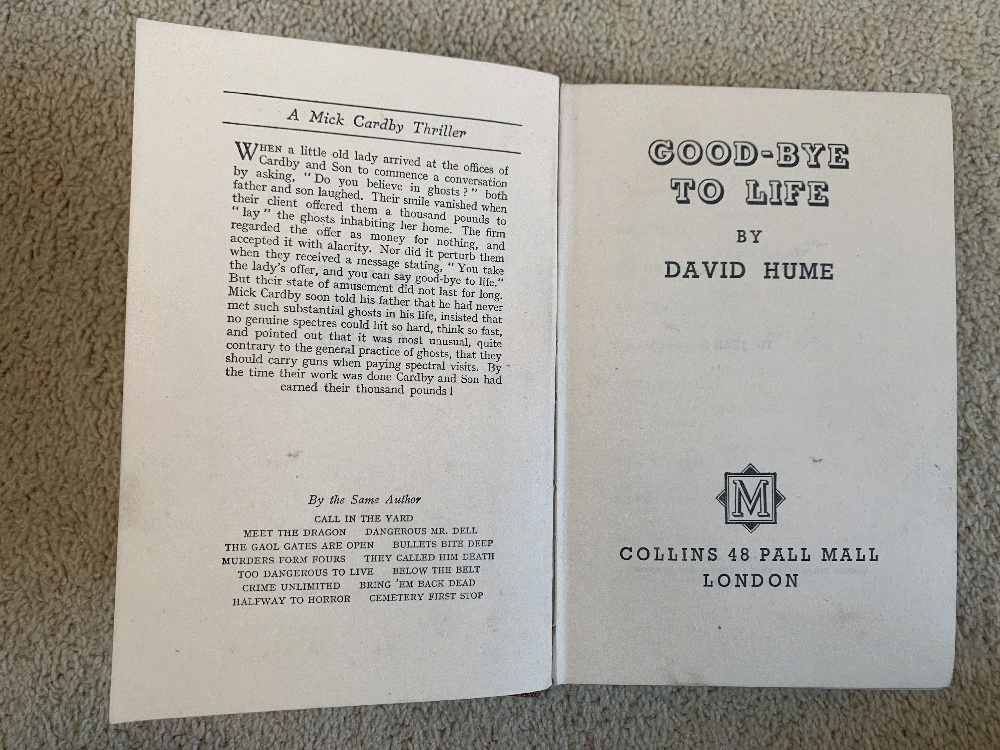 A Mick Cardby Thriller
WHEN a little old lady arrived at the offices of
Cardby and Son to commence a conversation
by asking, "Do you believe in ghosts?" both
father and son laughed. Their smile vanished when
their client offered them a thousand pounds to
"lay" the ghosts inhabiting her home. The firm
regarded the offer as money for nothing, and
accepted it with alacrity. Nor did it perturb them
when they received a message stating, "You take
the lady's offer, and you can say good-bye to life."
But their state of amusement did not last for long.
Mick Cardby soon told his father that he had never
met such substantial ghosts in his life, insisted that
no genuine spectres could hit so hard, think so fast,
and pointed out that it was most unusual, quite
contrary to the general practice of ghosts, that they
should carry guns when paying spectral visits. By
the time their work was done Cardby and Son had
earned their thousand pounds!
By the Same Author
CALL IN THE YARD
MEET THE DRAGON DANGEROUS MR. DELL
THE GAOL GATES ARE OPEN BULLETS BITE DEEP
MURDERS FORM FOURS THEY CALLED HIM DEATH
TOO DANGEROUS TO LIVE BELOW THE BELT
CRIME UNLIMITED BRING 'EM BACK DEAD
HALFWAY TO HORROR CEMETERY FIRST STOP
GOOD-BYE
TO LIFE
BY
DAVID HUME
M
COLLINS 48 PALL MALL
LONDON